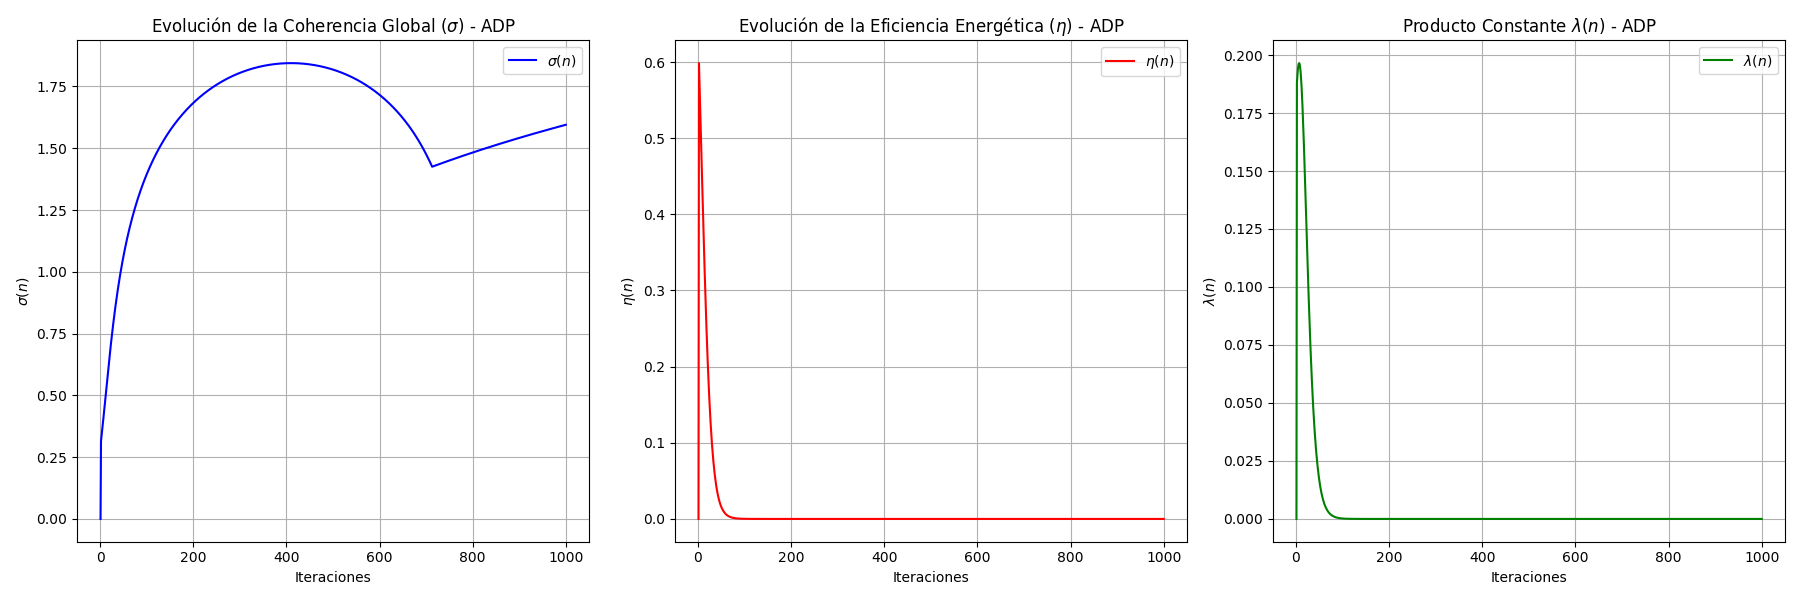 Evolución de la Coherencia Global (σ) - ADP
σ(n)
1.75
1.50
1.25
1.00
0.75
0.50
0.25
0.00
σ(n)
0 200 400 600 800 1000
Iteraciones
Evolución de la Eficiencia Energética (η) - ADP
η(n)
0.6
0.5
0.4
0.3
0.2
0.1
0.0
η(n)
0 200 400 600 800 1000
Iteraciones
Producto Constante λ(n) - ADP
λ(n)
0.200
0.175
0.150
0.125
0.100
0.075
0.050
0.025
0.000
λ(n)
0 200 400 600 800 1000
Iteraciones